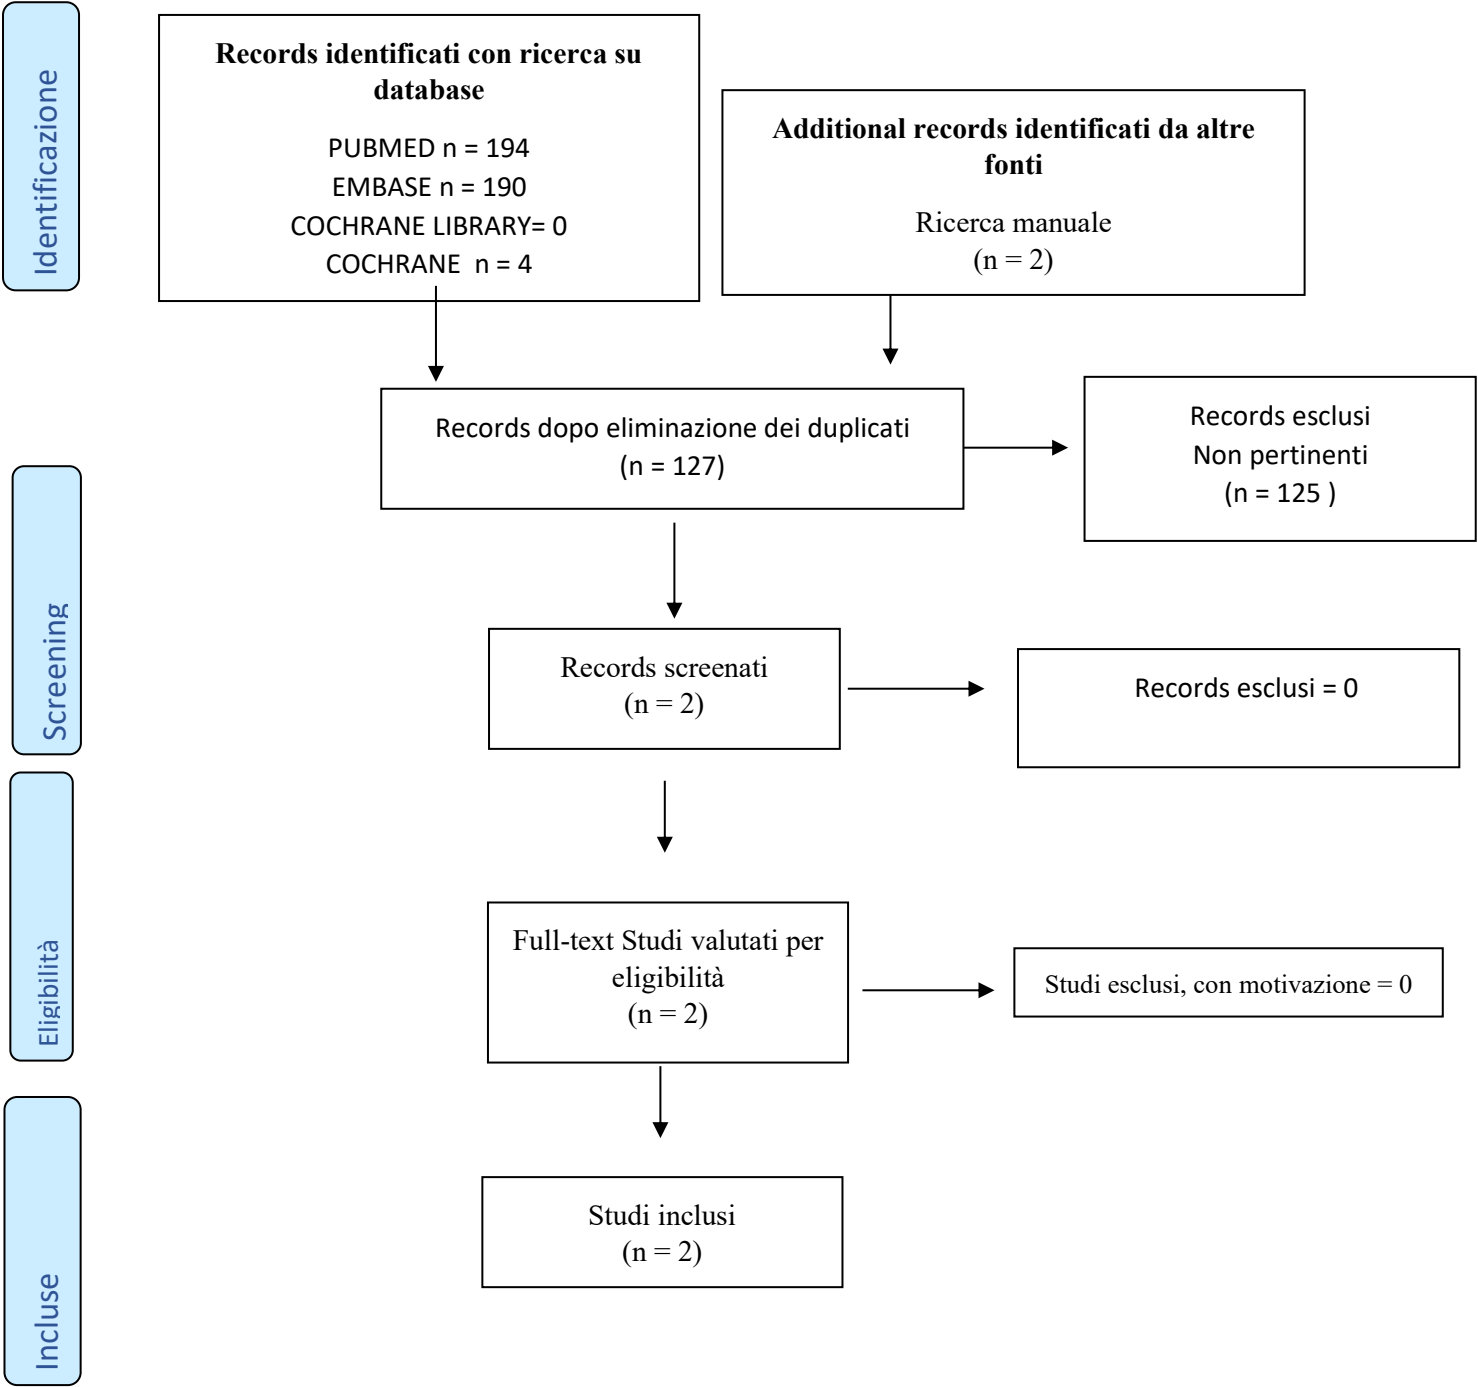 Identificazione
Records identificati con ricerca su
database
PUBMED n = 194
EMBASE n = 190
COCHRANE LIBRARY= 0
COCHRANE  n = 4
Additional records identificati da altre
fonti
Ricerca manuale
(n = 2)
Records dopo eliminazione dei duplicati
(n = 127)
Records esclusi
Non pertinenti
(n = 125 )
Screening
Records screenati
(n = 2)
Records esclusi = 0
Eligibilità
Full-text Studi valutati per
eligibilità
(n = 2)
Studi esclusi, con motivazione = 0
Incluse
Studi inclusi
(n = 2)